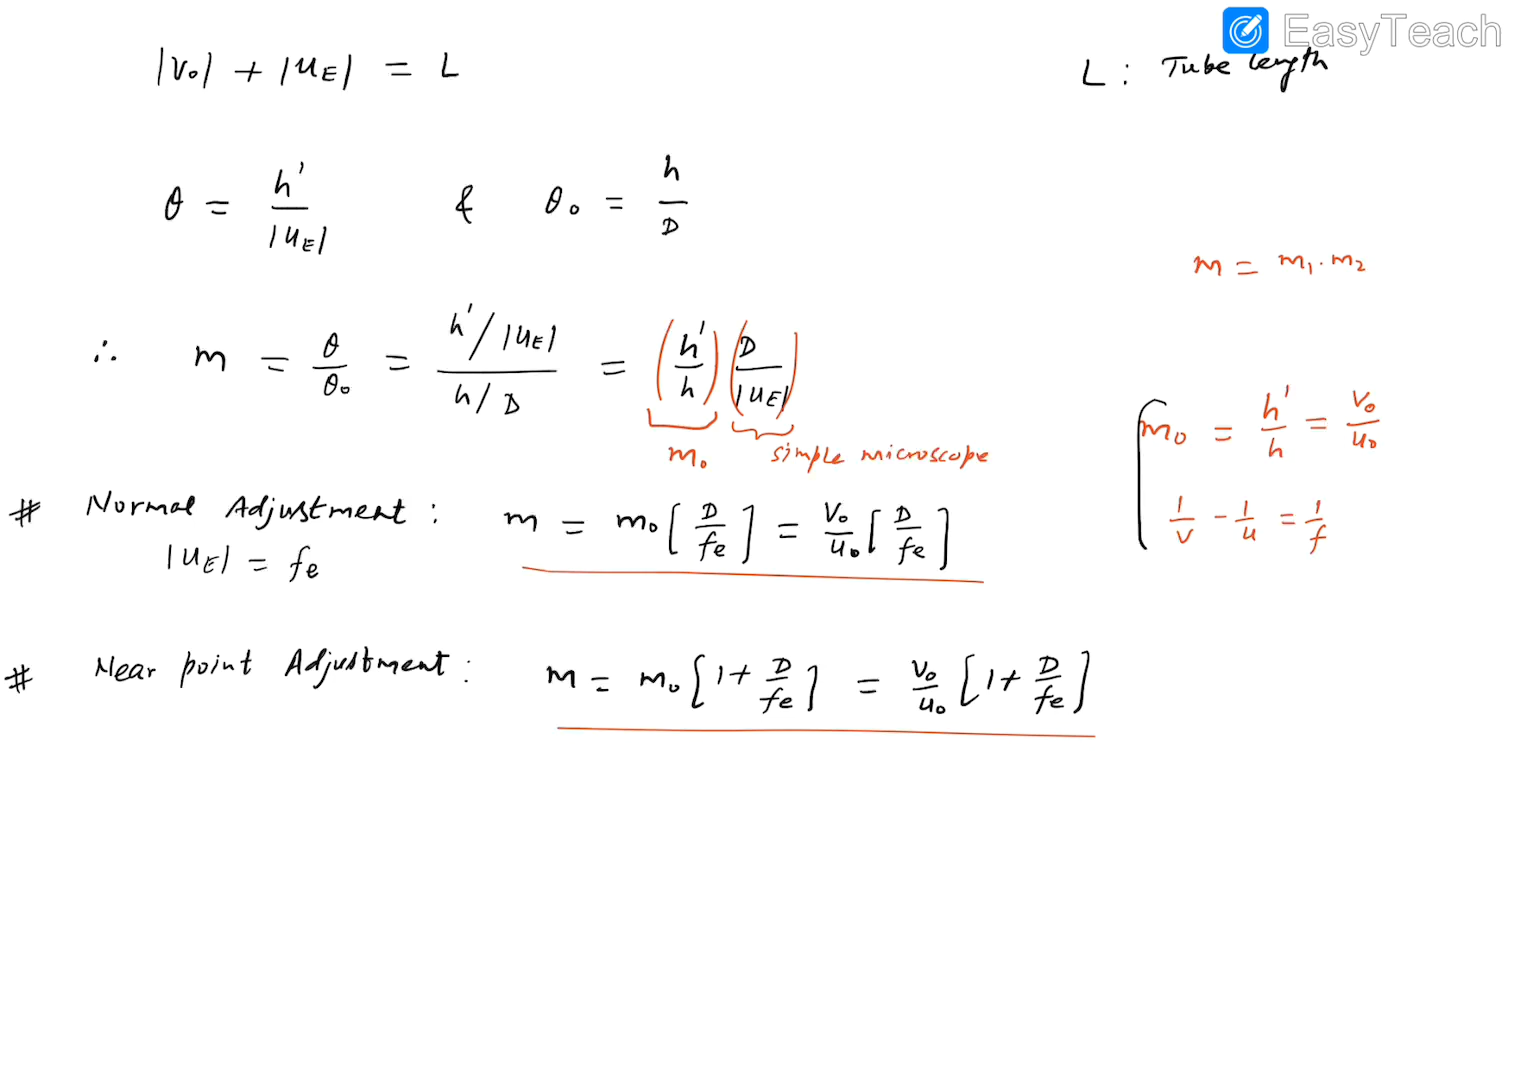 EasyTeach
|v₀| + |u_E| = L
L : Tube length
θ = h'/|u_E| & θ₀ = h/D
m = m₁ . m₂
∴ m = θ/θ₀ = (h'/|u_E|)/(h/D) = (h'/h) (D/|u_E|)
m₀ simple microscope
m₀ = h'/h = v₀/u₀
1/v - 1/u = 1/f
# Normal Adjustment : m = m₀ [D/fe] = v₀/u₀ [D/fe]
|u_E| = fe
# Near point Adjustment : m = m₀ [1 + D/fe] = v₀/u₀ [1 + D/fe]